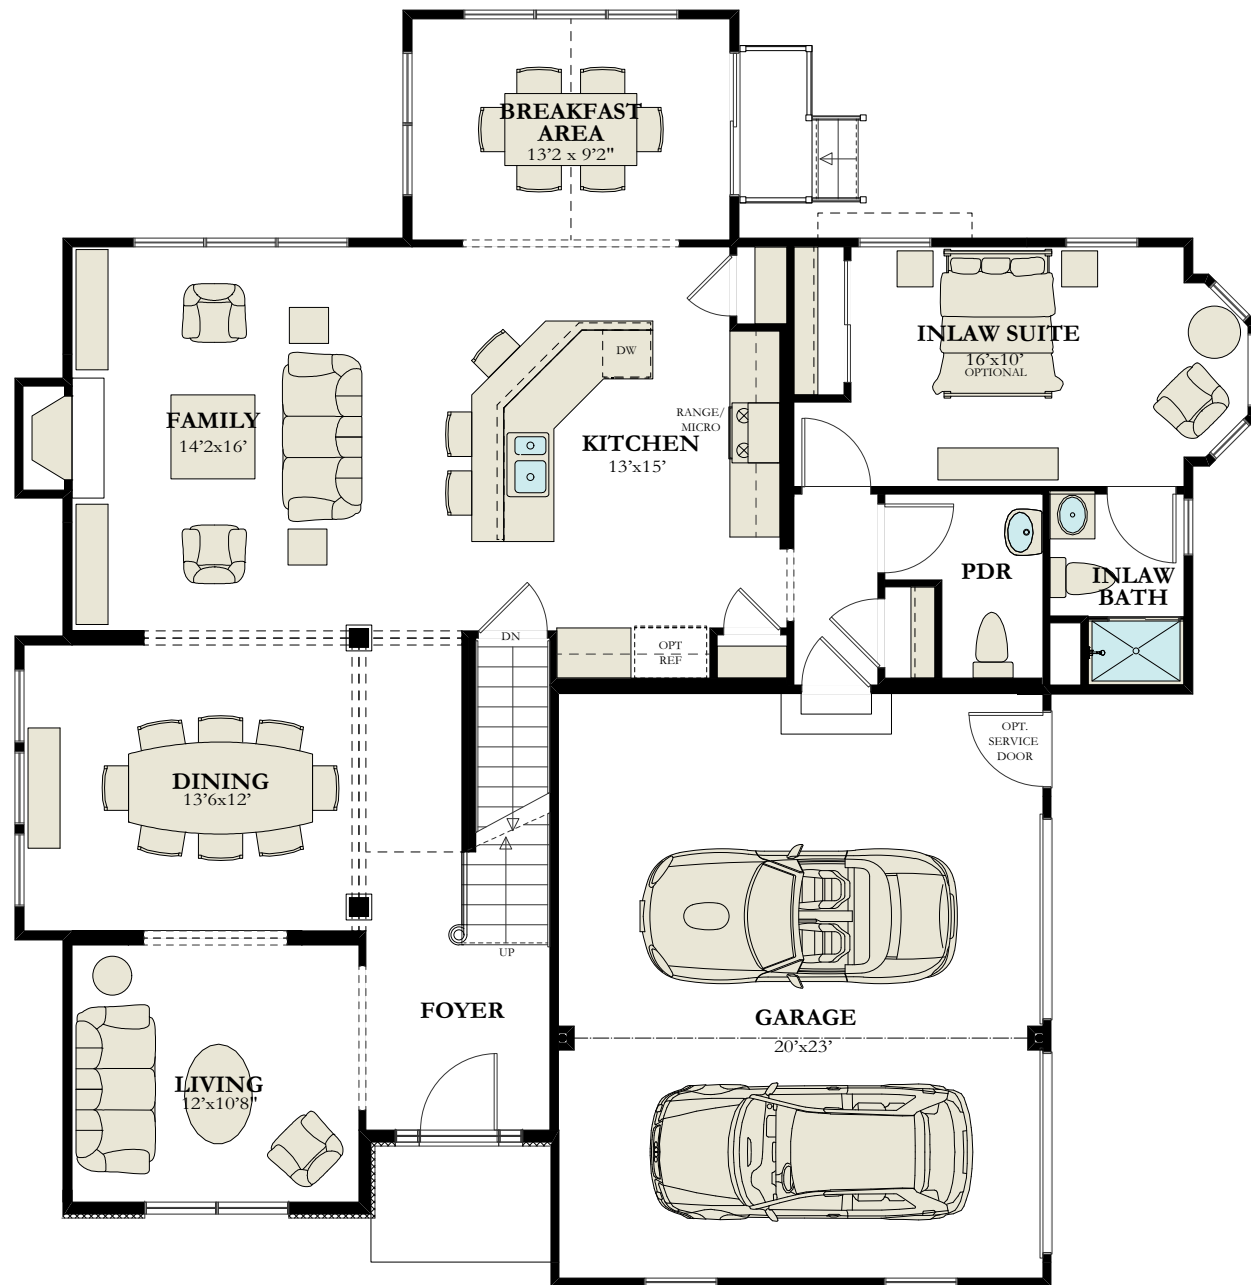 BREAKFAST
AREA
13'2 x 9'2"
INLAW SUITE
16'x10'
OPTIONAL
DW
RANGE/
MICRO
FAMILY
14'2x16'
KITCHEN
13'x15'
PDR
INLAW
BATH
DN
OPT
REF
OPT.
SERVICE
DOOR
DINING
13'6x12'
UP
FOYER
GARAGE
20'x23'
LIVING
12'x10'8"